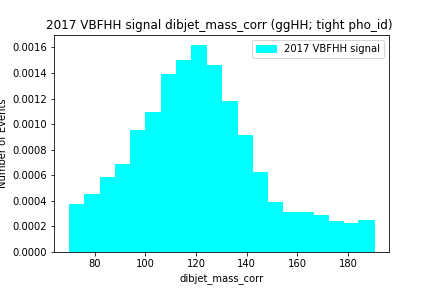 2017 VBFHH signal dibjet_mass_corr (ggHH; tight pho_id)
2017 VBFHH signal
Number of Events
0.0016
0.0014
0.0012
0.0010
0.0008
0.0006
0.0004
0.0002
0.0000
80 100 120 140 160 180
dibjet_mass_corr